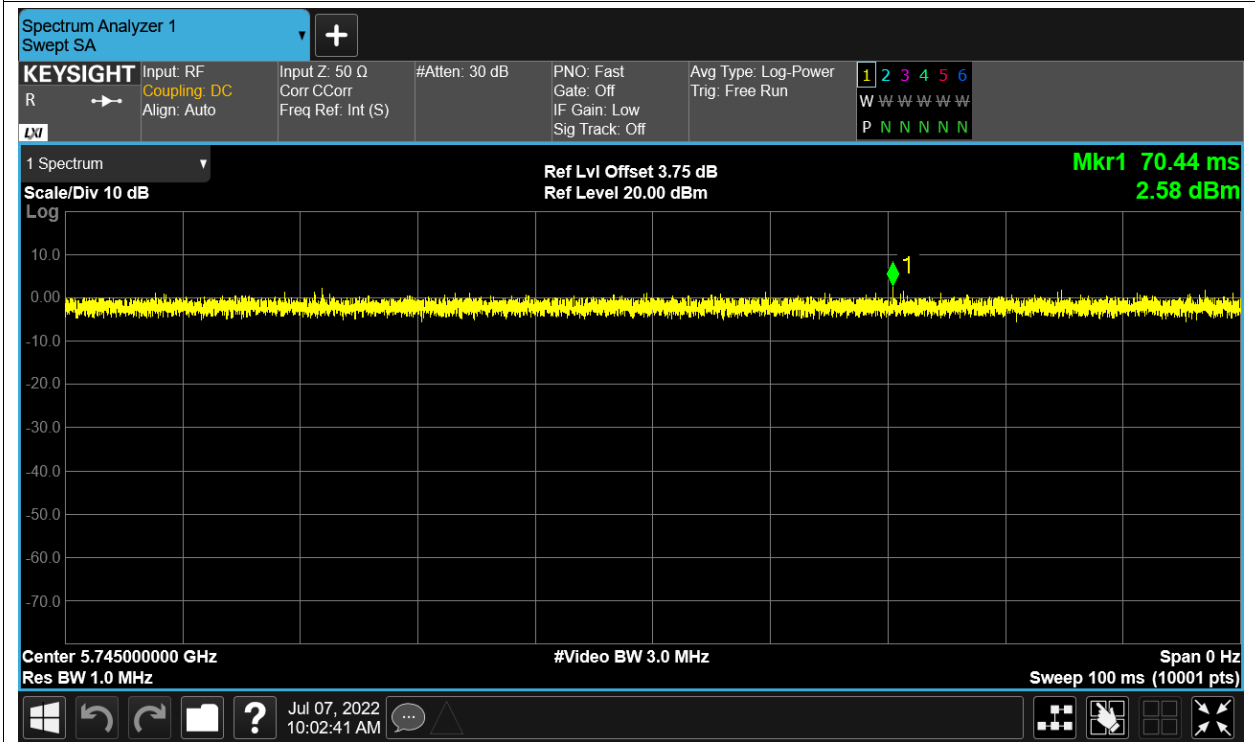 Spectrum Analyzer 1
Swept SA
+
KEYSIGHT
R
LXI
Input: RF
Coupling: DC
Align: Auto
Input Z: 50 Ω
Corr CCorr
Freq Ref: Int (S)
#Atten: 30 dB
PNO: Fast
Gate: Off
IF Gain: Low
Sig Track: Off
Avg Type: Log-Power
Trig: Free Run
1 2 3 4 5 6
W W W W W W
P N N N N N
1 Spectrum
Scale/Div 10 dB
Log
Ref Lvl Offset 3.75 dB
Ref Level 20.00 dBm
Mkr1 70.44 ms
2.58 dBm
10.0
0.00
-10.0
-20.0
-30.0
-40.0
-50.0
-60.0
-70.0
1
Center 5.745000000 GHz
Res BW 1.0 MHz
#Video BW 3.0 MHz
Span 0 Hz
Sweep 100 ms (10001 pts)
?
Jul 07, 2022
10:02:41 AM